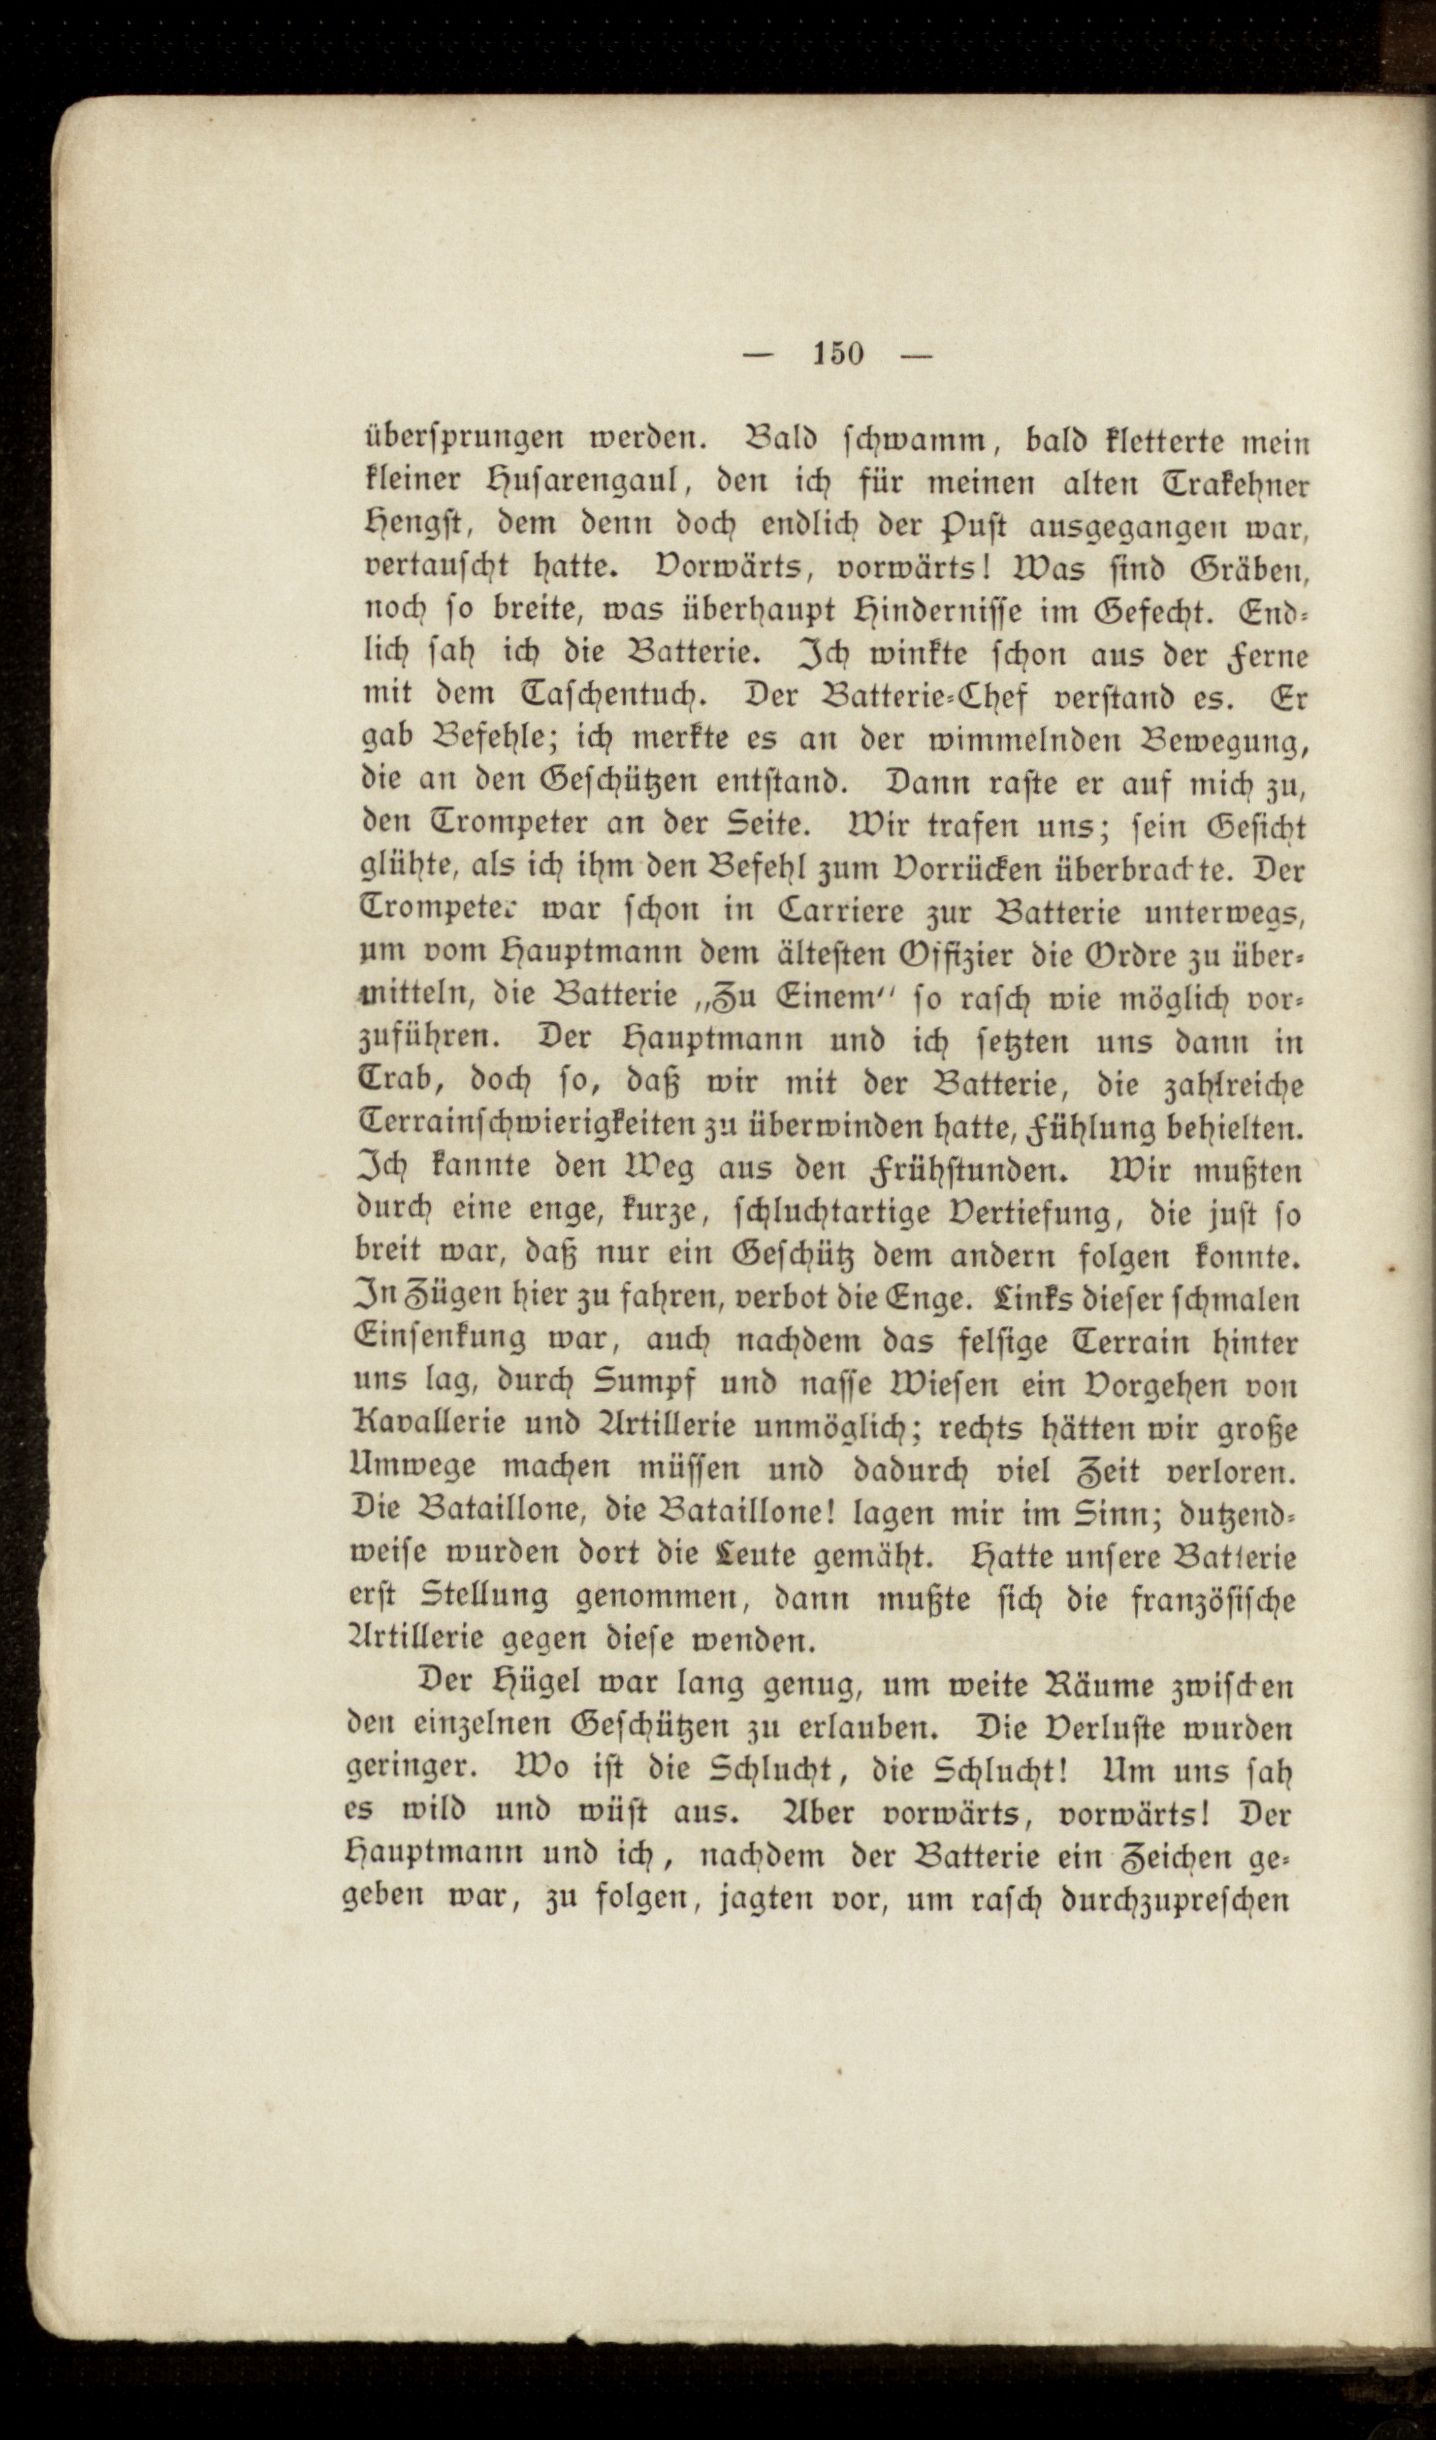 — 150 —
überſprungen werden. Bald ſchwamm, bald kletterte mein
kleiner Huſarengaul, den ich für meinen alten Trakehner
Hengſt, dem denn doch endlich der Puſt ausgegangen war,
vertauſcht hatte. Vorwärts, vorwärts! Was ſind Gräben,
noch ſo breite, was überhaupt Hinderniſſe im Gefecht. End-
lich ſah ich die Batterie. Ich winkte ſchon aus der Ferne
mit dem Taſchentuch. Der Batterie-Chef verſtand es. Er
gab Befehle; ich merkte es an der wimmelnden Bewegung,
die an den Geſchützen entſtand. Dann raſte er auf mich zu,
den Trompeter an der Seite. Wir trafen uns; ſein Geſicht
glühte, als ich ihm den Befehl zum Vorrücken überbrachte. Der
Trompeter war ſchon in Carriere zur Batterie unterwegs,
um vom Hauptmann dem älteſten Offizier die Ordre zu über-
mitteln, die Batterie „Zu Einem“ ſo raſch wie möglich vor-
zuführen. Der Hauptmann und ich ſetzten uns dann in
Trab, doch ſo, daß wir mit der Batterie, die zahlreiche
Terrainſchwierigkeiten zu überwinden hatte, Fühlung behielten.
Ich kannte den Weg aus den Frühſtunden. Wir mußten
durch eine enge, kurze, ſchluchtartige Vertiefung, die juſt ſo
breit war, daß nur ein Geſchütz dem andern folgen konnte.
In Zügen hier zu fahren, verbot die Enge. Links dieſer ſchmalen
Einſenkung war, auch nachdem das felſige Terrain hinter
uns lag, durch Sumpf und naſſe Wieſen ein Vorgehen von
Kavallerie und Artillerie unmöglich; rechts hätten wir große
Umwege machen müſſen und dadurch viel Zeit verloren.
Die Bataillone, die Bataillone! lagen mir im Sinn; dutzend-
weiſe wurden dort die Leute gemäht. Hatte unſere Batterie
erſt Stellung genommen, dann mußte ſich die franzöſiſche
Artillerie gegen dieſe wenden.
Der Hügel war lang genug, um weite Räume zwiſchen
den einzelnen Geſchützen zu erlauben. Die Verluſte wurden
geringer. Wo iſt die Schlucht, die Schlucht! Um uns ſah
es wild und wüſt aus. Aber vorwärts, vorwärts! Der
Hauptmann und ich, nachdem der Batterie ein Zeichen ge-
geben war, zu folgen, jagten vor, um raſch durchzupreſchen